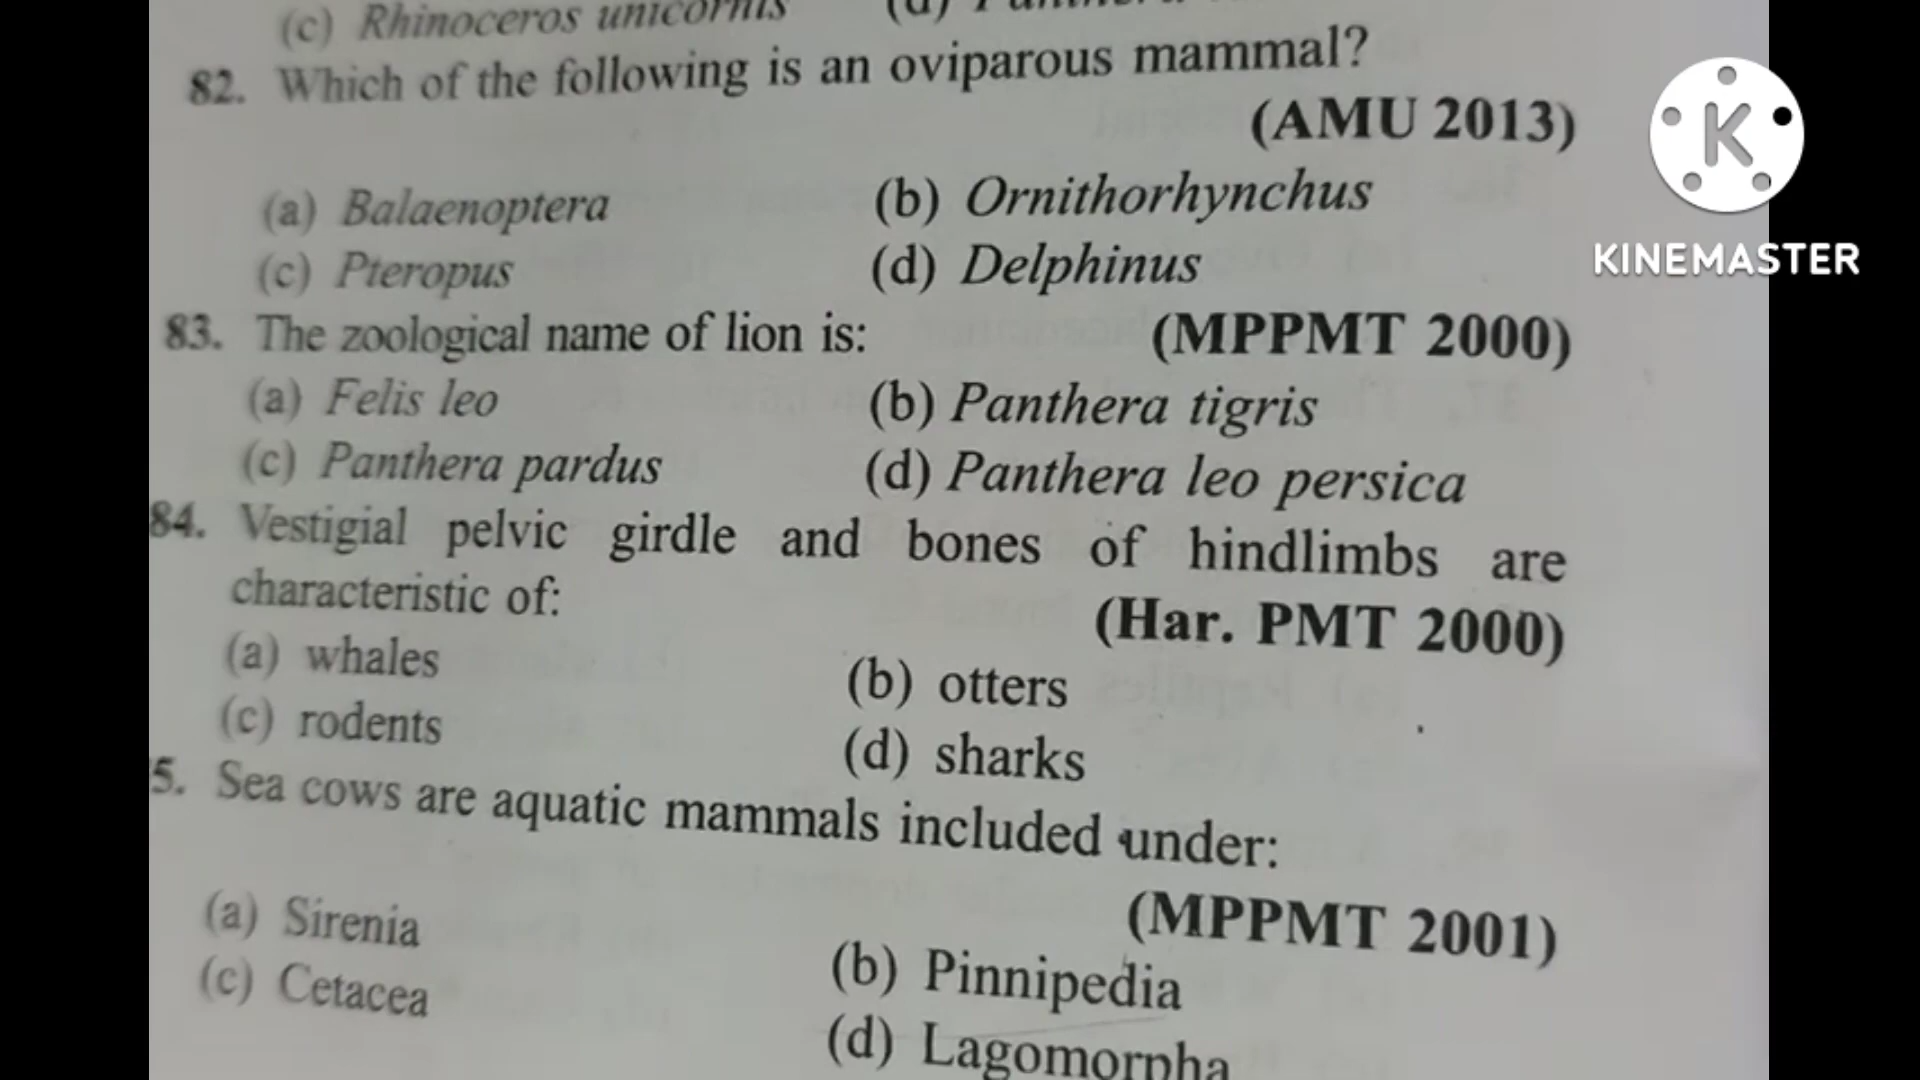 (c) Rhinoceros unicornis (d)
82. Which of the following is an oviparous mammal?
(AMU 2013)
(a) Balaenoptera (b) Ornithorhynchus
(c) Pteropus (d) Delphinus
83. The zoological name of lion is: (MPPMT 2000)
(a) Felis leo (b) Panthera tigris
(c) Panthera pardus (d) Panthera leo persica
84. Vestigial pelvic girdle and bones of hindlimbs are
characteristic of: (Har. PMT 2000)
(a) whales (b) otters
(c) rodents (d) sharks
5. Sea cows are aquatic mammals included under:
(MPPMT 2001)
(a) Sirenia (b) Pinnipedia
(c) Cetacea (d) Lagomorpha
K
KINEMASTER